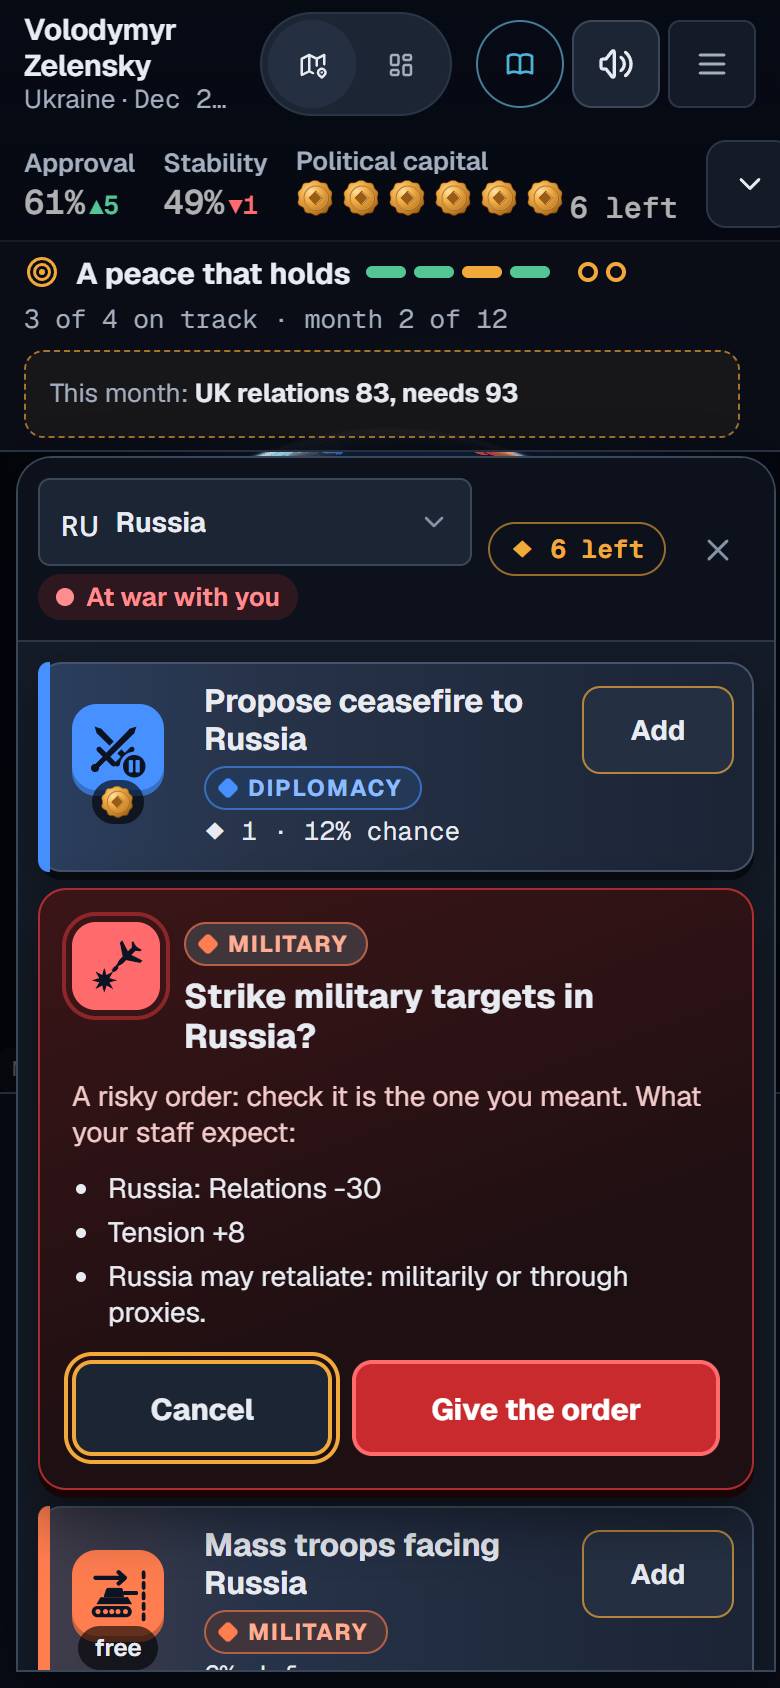 Volodymyr
Zelensky
Ukraine · Dec 2…
Approval
61%▲5
Stability
49%▼1
Political capital
6 left
A peace that holds
3 of 4 on track · month 2 of 12
This month: UK relations 83, needs 93
RU Russia
6 left
At war with you
Propose ceasefire to
Russia
Add
DIPLOMACY
◆ 1 · 12% chance
MILITARY
Strike military targets in
Russia?
A risky order: check it is the one you meant. What
your staff expect:
• Russia: Relations -30
• Tension +8
• Russia may retaliate: militarily or through
proxies.
Cancel
Give the order
Mass troops facing
Russia
Add
MILITARY
free